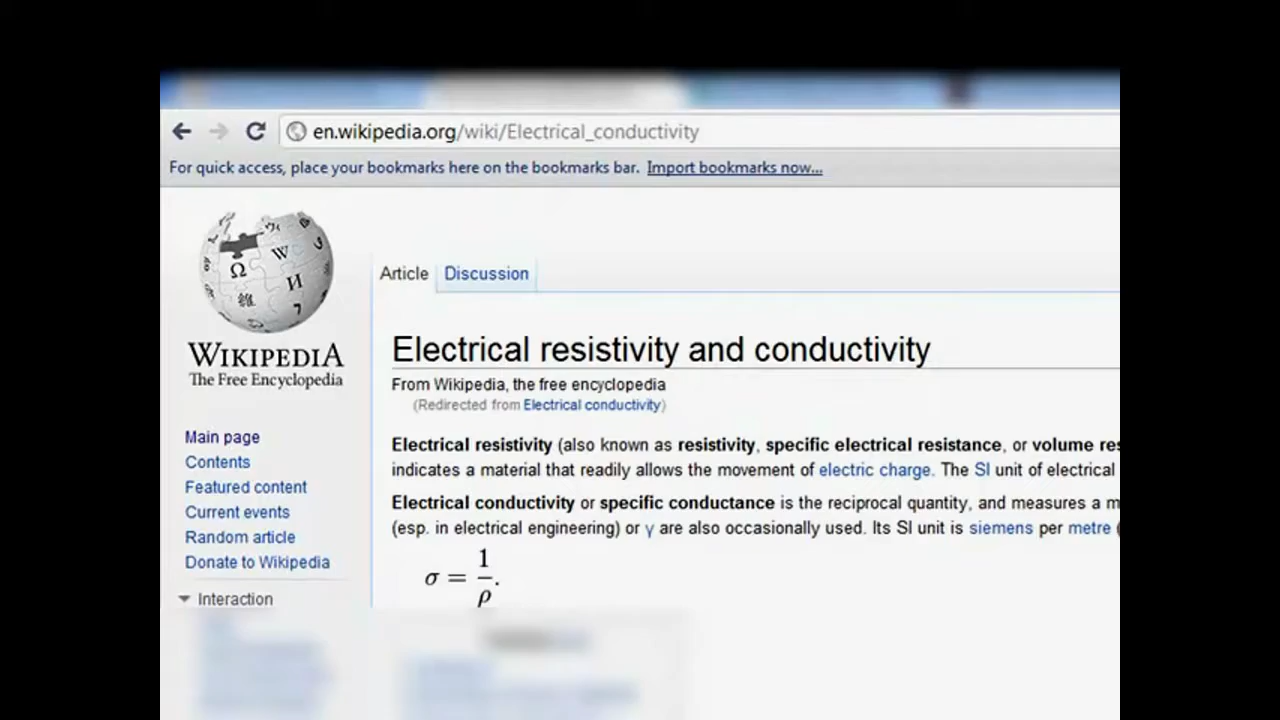 en.wikipedia.org/wiki/Electrical_conductivity
For quick access, place your bookmarks here on the bookmarks bar. Import bookmarks now...
Ω W И 維
WIKIPEDIA
The Free Encyclopedia
Main page
Contents
Featured content
Current events
Random article
Donate to Wikipedia
Interaction
Article Discussion
Electrical resistivity and conductivity
From Wikipedia, the free encyclopedia
(Redirected from Electrical conductivity)
Electrical resistivity (also known as resistivity, specific electrical resistance, or volume
indicates a material that readily allows the movement of electric charge. The SI unit of electrical
Electrical conductivity or specific conductance is the reciprocal quantity, and measures a
(esp. in electrical engineering) or γ are also occasionally used. Its SI unit is siemens per metre (
σ = 1/ρ.